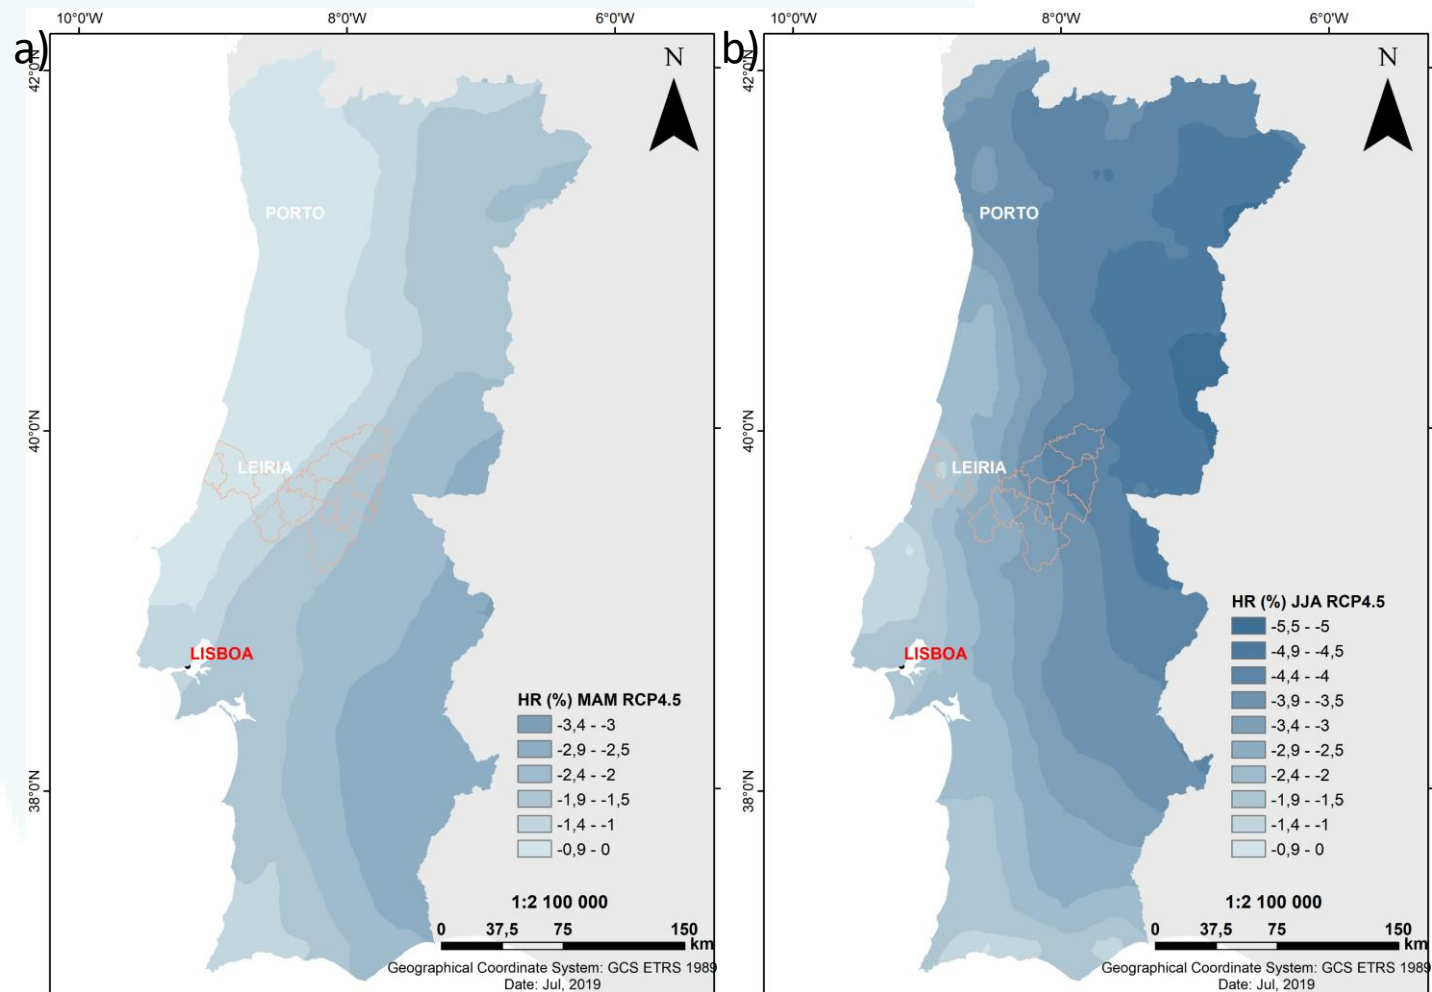 a)
10°0'W
8°0'W
6°0'W
42°0'N
40°0'N
38°0'N
N
PORTO
LEIRIA
LISBOA
HR (%) MAM RCP4.5
-3,4 - -3
-2,9 - -2,5
-2,4 - -2
-1,9 - -1,5
-1,4 - -1
-0,9 - 0
1:2 100 000
0 37,5 75 150
km
Geographical Coordinate System: GCS ETRS 1989
Date: Jul, 2019
b)
10°0'W
8°0'W
6°0'W
42°0'N
40°0'N
38°0'N
N
PORTO
LEIRIA
LISBOA
HR (%) JJA RCP4.5
-5,5 - -5
-4,9 - -4,5
-4,4 - -4
-3,9 - -3,5
-3,4 - -3
-2,9 - -2,5
-2,4 - -2
-1,9 - -1,5
-1,4 - -1
-0,9 - 0
1:2 100 000
0 37,5 75 150
km
Geographical Coordinate System: GCS ETRS 1989
Date: Jul, 2019